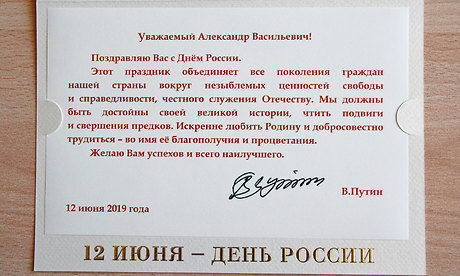 Уважаемый Александр Васильевич!
Поздравляю Вас с Днём России.
Этот праздник объединяет все поколения граждан
нашей страны вокруг незыблемых ценностей свободы
и справедливости, честного служения Отечеству. Мы должны
быть достойны своей великой истории, чтить подвиги
и свершения предков. Искренне любить Родину и добросовестно
трудиться – во имя её благополучия и процветания.
Желаю Вам успехов и всего наилучшего.
В.Путин
12 июня 2019 года
12 ИЮНЯ – ДЕНЬ РОССИИ